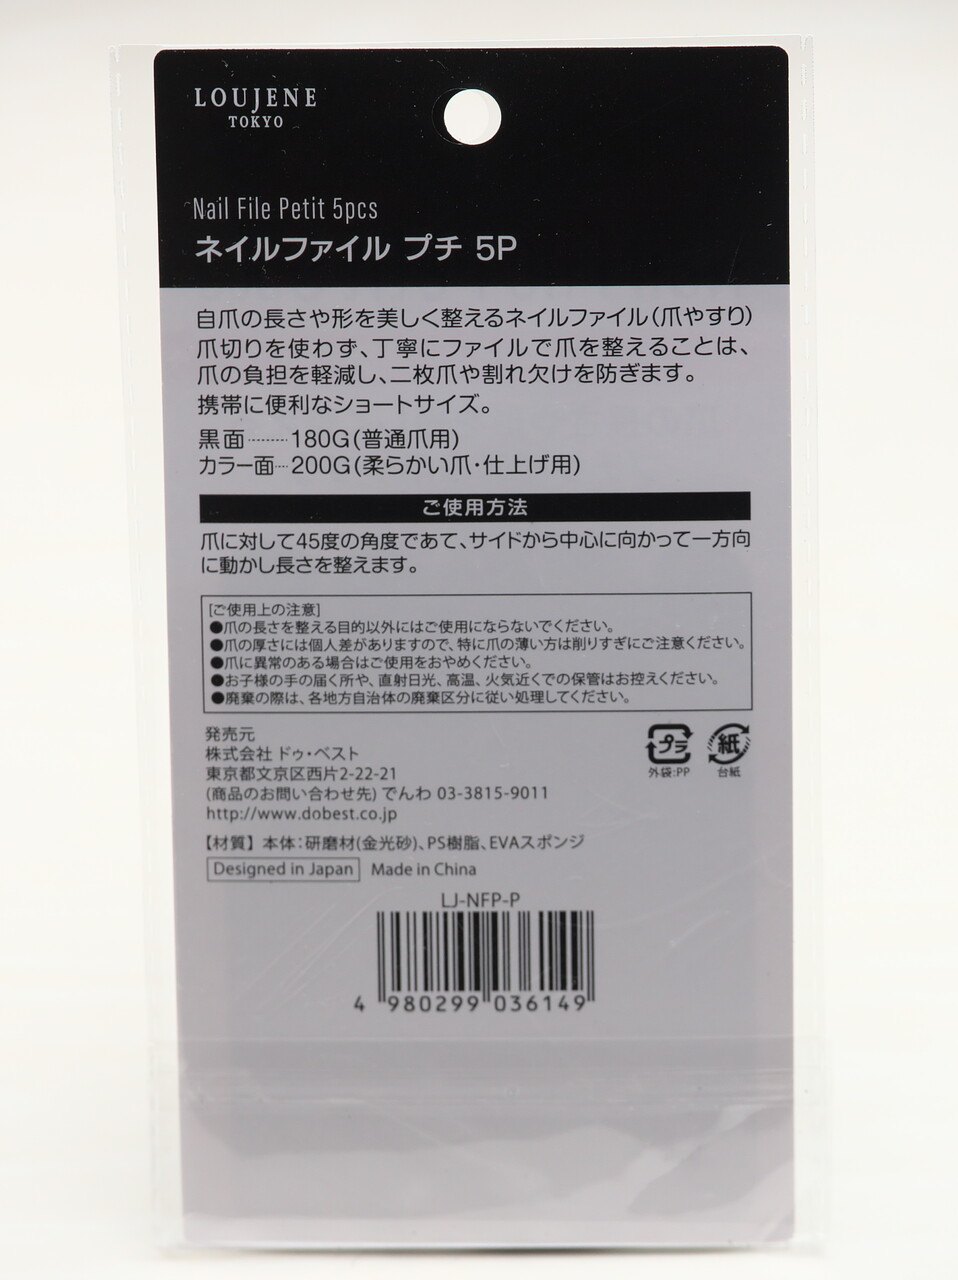 LOUJENE
TOKYO
Nail File Petit 5pcs
ネイルファイル プチ 5P
自爪の長さや形を美しく整えるネイルファイル(爪やすり)
爪切りを使わず、丁寧にファイルで爪を整えることは、
爪の負担を軽減し、二枚爪や割れ欠けを防ぎます。
携帯に便利なショートサイズ。
黒面………180G(普通爪用)
カラー面…200G(柔らかい爪・仕上げ用)
ご使用方法
爪に対して45度の角度であて、サイドから中心に向かって一方向
に動かし長さを整えます。
[ご使用上の注意]
●爪の長さを整える目的以外にはご使用にならないでください。
●爪の厚さには個人差がありますので、特に爪の薄い方は削りすぎにご注意ください。
●爪に異常のある場合はご使用をおやめください。
●お子様の手の届く所や、直射日光、高温、火気近くでの保管はお控えください。
●廃棄の際は、各地方自治体の廃棄区分に従い処理してください。
発売元
株式会社 ドゥ・ベスト
東京都文京区西片2-22-21
(商品のお問い合わせ先) でんわ 03-3815-9011
http://www.dobest.co.jp
プラ 紙
外袋:PP 台紙
【材質】 本体:研磨材(金光砂)、PS樹脂、EVAスポンジ
Designed in Japan Made in China
LJ-NFP-P
4 980299 036149